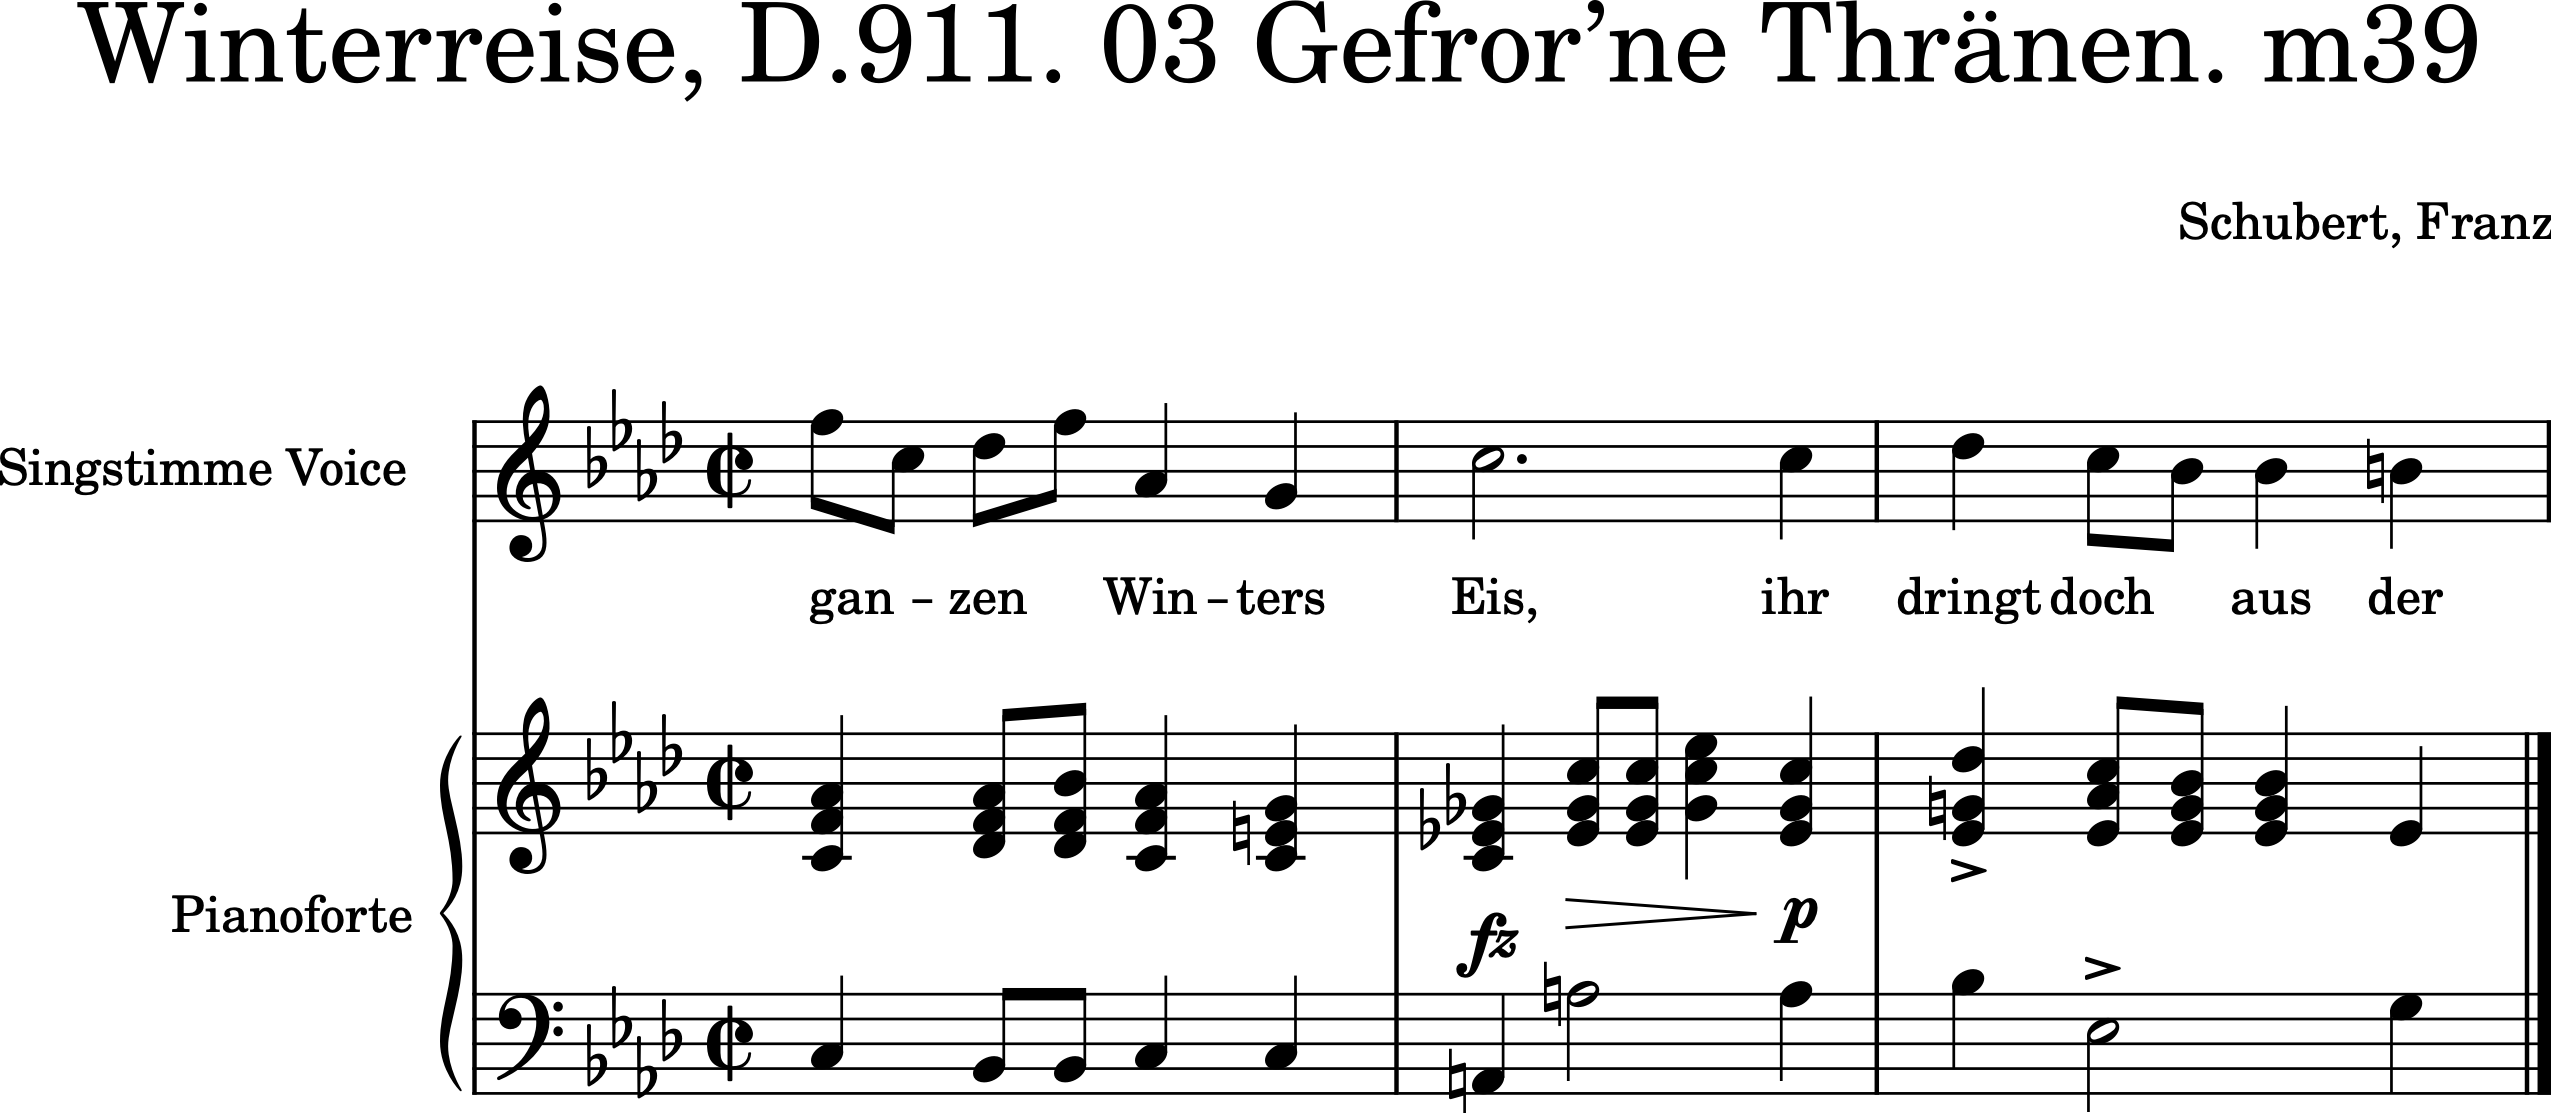 Winterreise, D.911. 03 Gefror’ne Thränen. m39
Schubert, Franz
Singstimme Voice
gan – zen Win – ters Eis, ihr dringt doch aus der
Pianoforte
fz
p